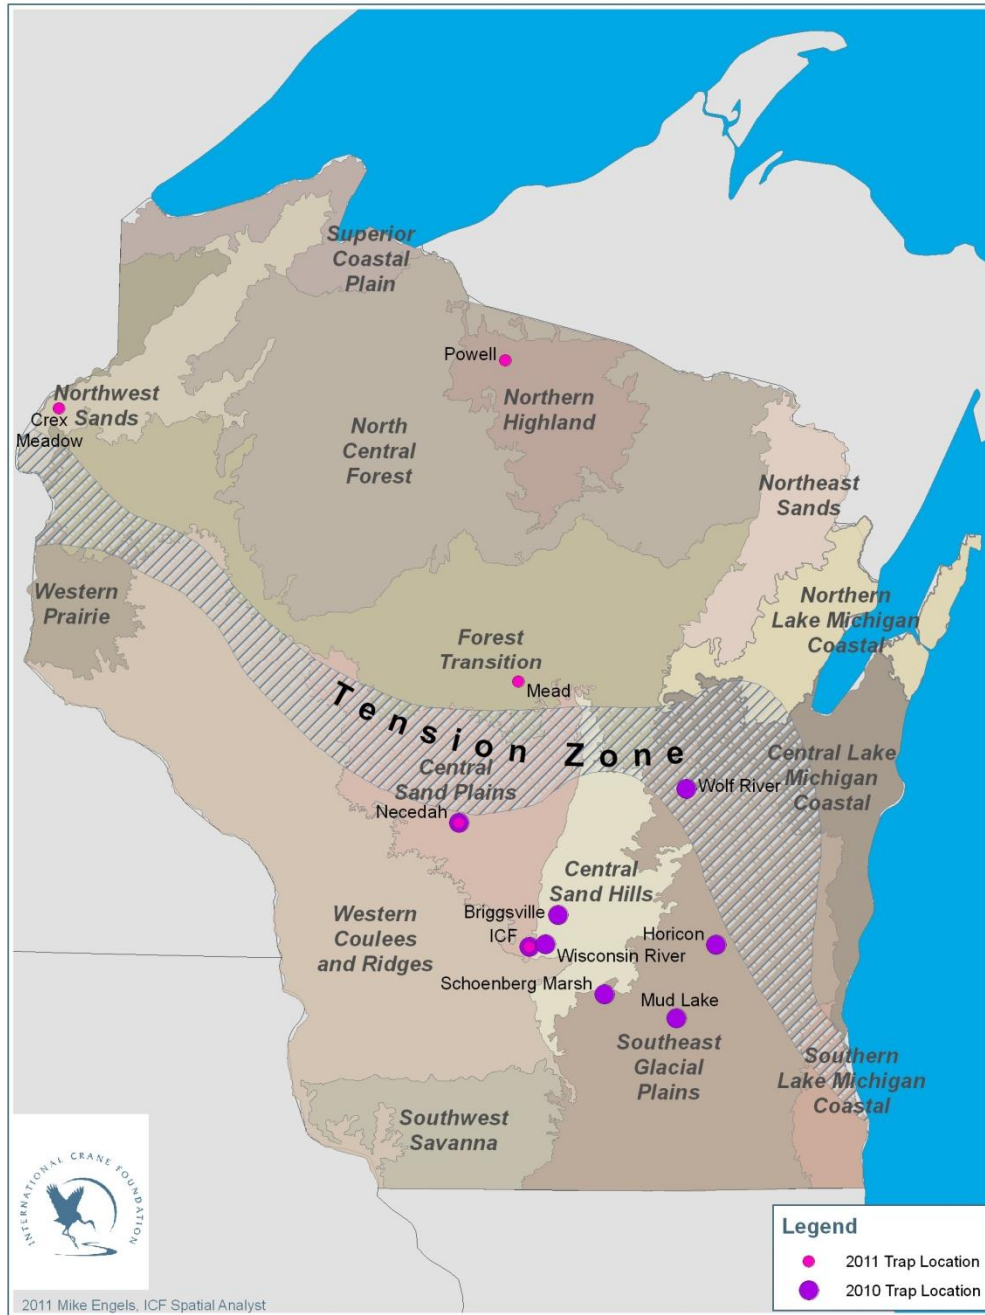 Superior
Coastal
Plain
Powell
Northern
Highland
Northwest
Sands
Crex
Meadow
North
Central
Forest
Northeast
Sands
Western
Prairie
Northern
Lake Michigan
Coastal
Forest
Transition
Mead
Tension Zone
Central
Sand Plains
Central Lake
Michigan
Coastal
Wolf River
Necedah
Central
Sand Hills
Briggsville
ICF
Wisconsin River
Horicon
Western
Coulees
and Ridges
Schoenberg Marsh
Mud Lake
Southeast
Glacial
Plains
Southern
Lake Michigan
Coastal
Southwest
Savanna
INTERNATIONAL CRANE FOUNDATION
Legend
2011 Trap Location
2010 Trap Location
2011 Mike Engels, ICF Spatial Analyst